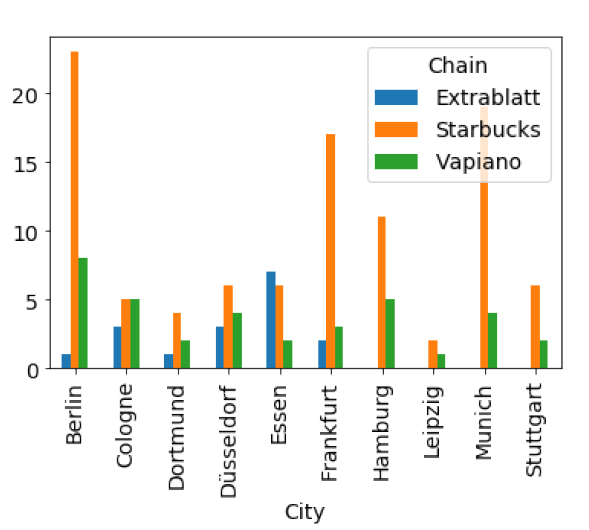 Chain
Extrablatt
Starbucks
Vapiano
20
15
10
5
0
Berlin
Cologne
Dortmund
Düsseldorf
Essen
Frankfurt
Hamburg
Leipzig
Munich
Stuttgart
City